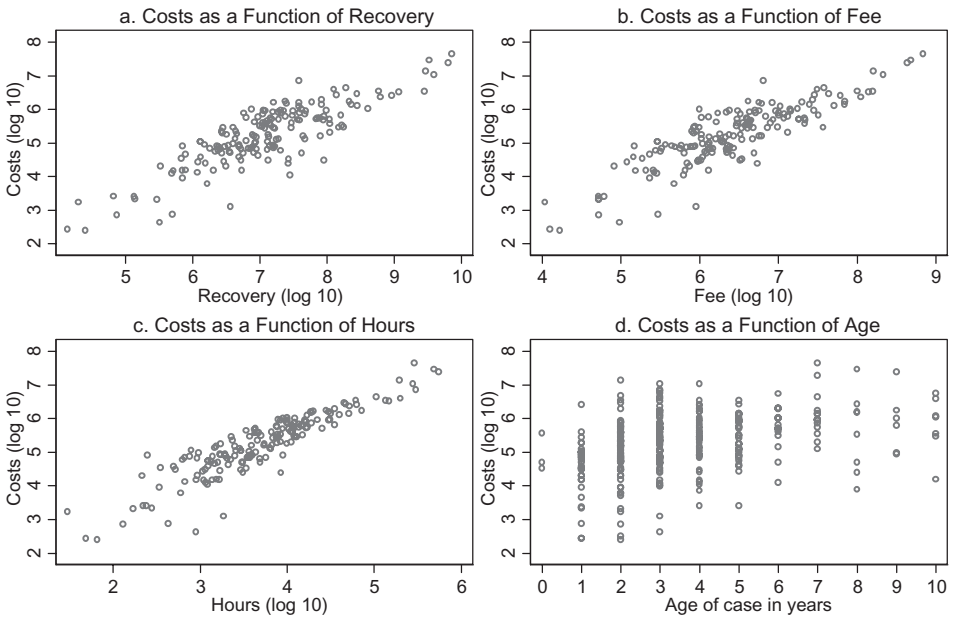 a. Costs as a Function of Recovery
Costs (log 10)
8
7
6
5
4
3
2
5 6 7 8 9 10
Recovery (log 10)
b. Costs as a Function of Fee
Costs (log 10)
8
7
6
5
4
3
2
4 5 6 7 8 9
Fee (log 10)
c. Costs as a Function of Hours
Costs (log 10)
8
7
6
5
4
3
2
2 3 4 5 6
Hours (log 10)
d. Costs as a Function of Age
Costs (log 10)
8
7
6
5
4
3
2
0 1 2 3 4 5 6 7 8 9 10
Age of case in years